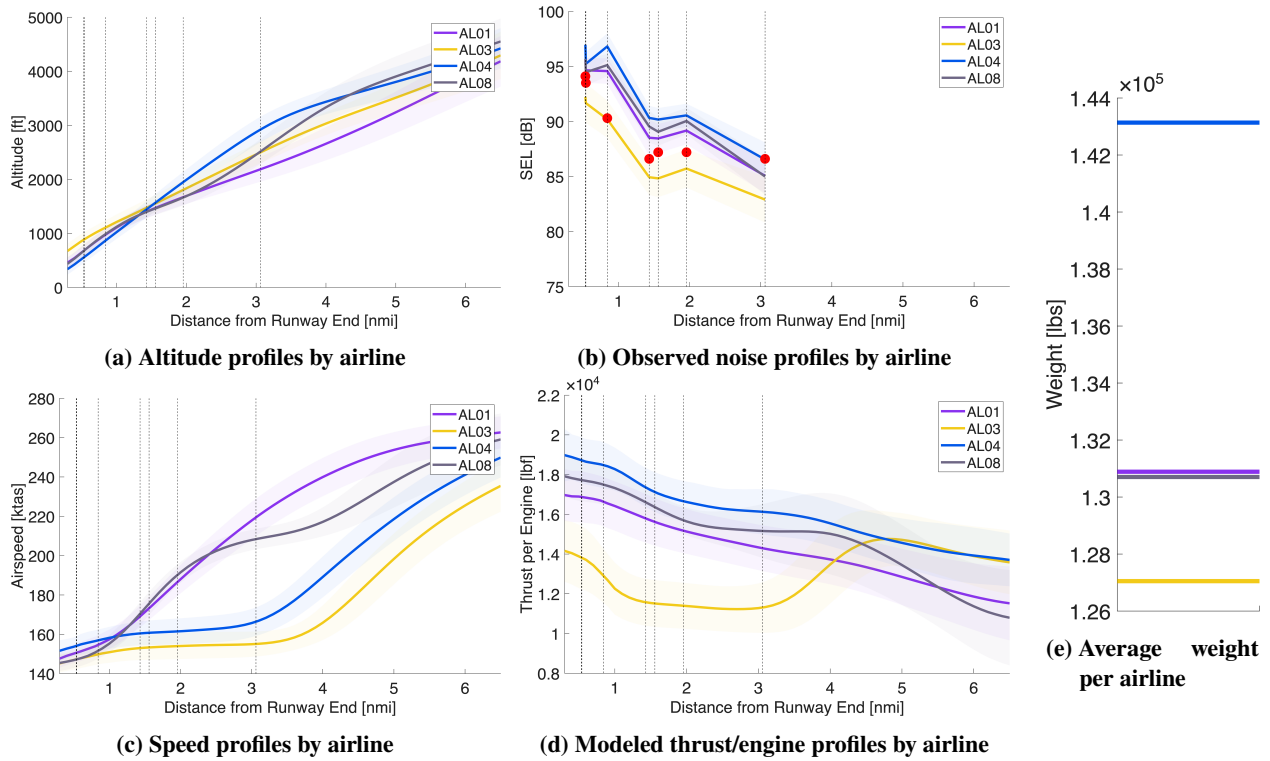 5000
4000
3000
2000
1000
0
Altitude [ft]
1 2 3 4 5 6
Distance from Runway End [nmi]
AL01
AL03
AL04
AL08
(a) Altitude profiles by airline
100
95
90
85
80
SEL [dB]
1 2 3 4 5 6
Distance from Runway End [nmi]
AL01
AL03
AL04
AL08
(b) Observed noise profiles by airline
280
260
240
220
200
180
160
140
Airspeed [ktas]
1 2 3 4 5 6
Distance from Runway End [nmi]
AL01
AL03
AL04
AL08
(c) Speed profiles by airline
×10⁴
2.2
2
1.8
1.6
1.4
1.2
1
0.8
Thrust per Engine [lbf]
1 2 3 4 5 6
Distance from Runway End [nmi]
AL01
AL03
AL04
AL08
(d) Modeled thrust/engine profiles by airline
×10⁵
1.44
1.42
1.4
1.38
1.36
1.34
1.32
1.3
1.28
1.26
Weight [lbs]
(e) Average weight
per airline